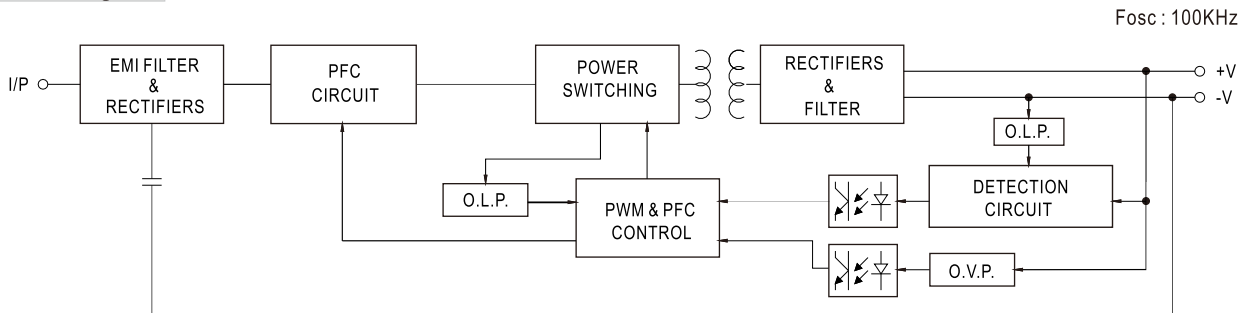 Fosc : 100KHz
I/P
EMI FILTER
&
RECTIFIERS
PFC
CIRCUIT
POWER
SWITCHING
RECTIFIERS
&
FILTER
+V
-V
O.L.P.
DETECTION
CIRCUIT
O.L.P.
PWM & PFC
CONTROL
O.V.P.